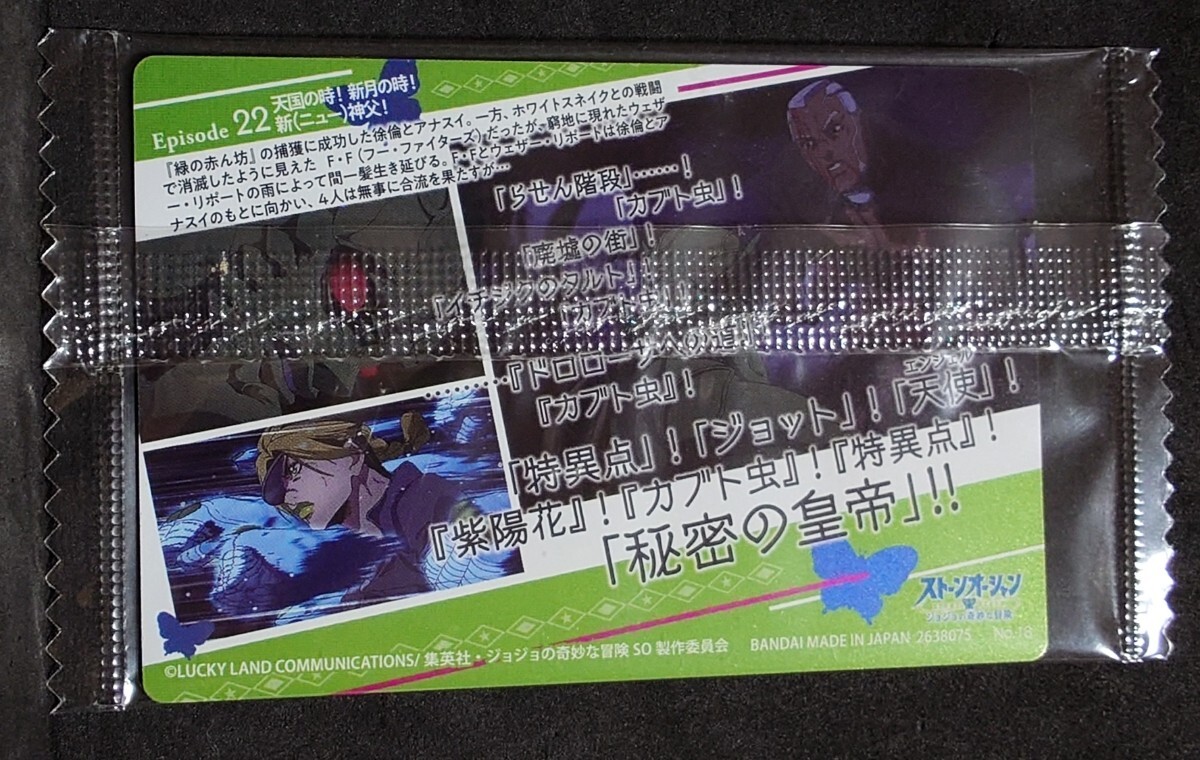 Episode 22 天国の時! 新月の時!
新(ニュー)神父!
『緑の赤ん坊』の捕獲に成功した徐倫とアナスイ。一方、ホワイトスネイクとの戦闘
で消滅したように見えた F・F(フー・ファイターズ)だったが、窮地に現れたウェザ
ー・リポートの雨によって間一髪生き延びる。F・Fとウェザー・リポートは徐倫とア
ナスイのもとに向かい、4人は無事に合流を果たすが…
「らせん階段」……!
「カブト虫」!
「廃墟の街」!
「イチジクのタルト」!
「カブト虫」!
……『ドロローサへの道』!
『カブト虫』!
「特異点」!「ジョット」!「天使」!
エンジェル
『紫陽花』!『カブト虫』!『特異点』!
「秘密の皇帝」!!
ストーンオーシャン
ジョジョの奇妙な冒険
©LUCKY LAND COMMUNICATIONS/集英社・ジョジョの奇妙な冒険 SO 製作委員会
BANDAI MADE IN JAPAN 2638075 No.18